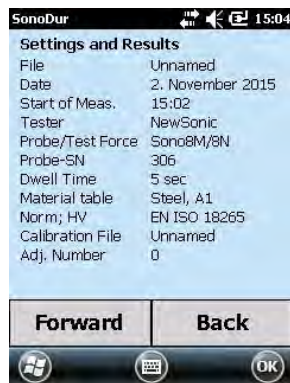 SonoDur 15:04
Settings and Results
File Unnamed
Date 2. November 2015
Start of Meas. 15:02
Tester NewSonic
Probe/Test Force Sono8M/8N
Probe-SN 306
Dwell Time 5 sec
Material table Steel, A1
Norm; HV EN ISO 18265
Calibration File Unnamed
Adj. Number 0
Forward Back
OK